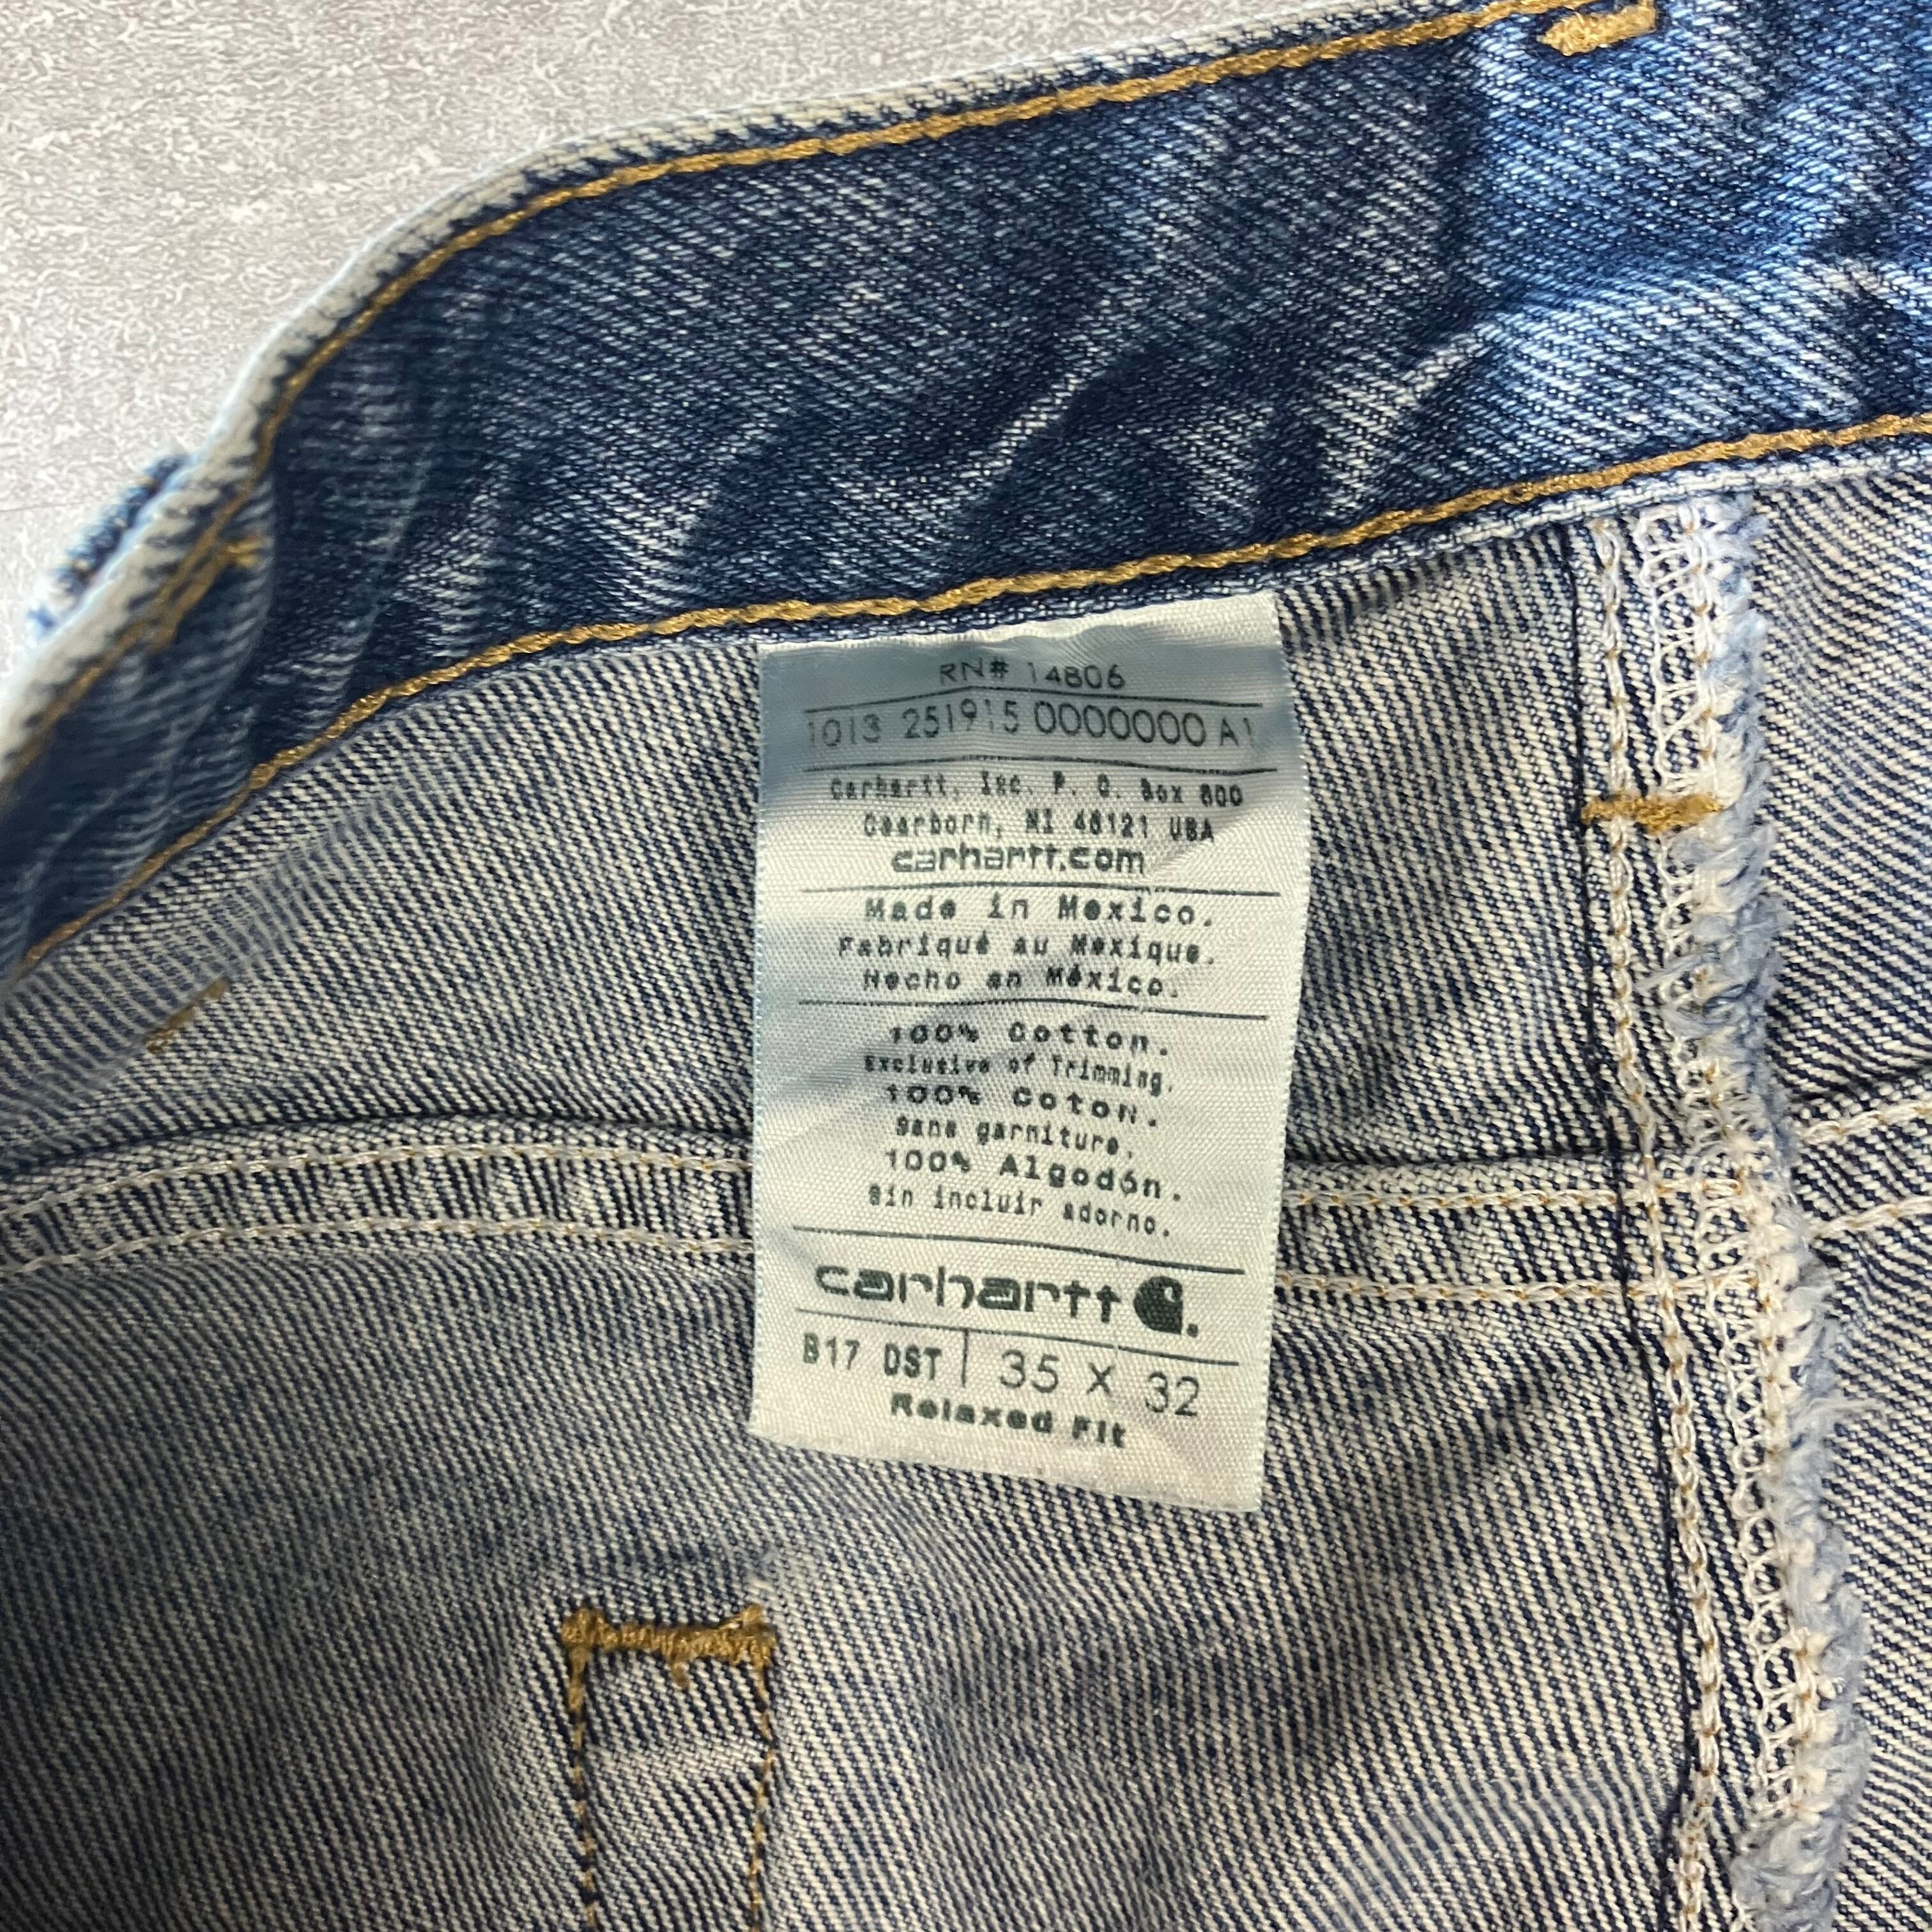 RN# 14806
1013 251915 0000000 A1
Carhartt, Inc. P. O. Box 600
Dearborn, MI 48121 USA
carhartt.com
Made in Mexico.
Fabriqué au Mexique.
Hecho en México.
100% Cotton.
Exclusive of Trimming.
100% Coton.
Sans garniture.
100% Algodón.
Sin incluir adorno.
carhartt
B17 DST 35 X 32
Relaxed Fit